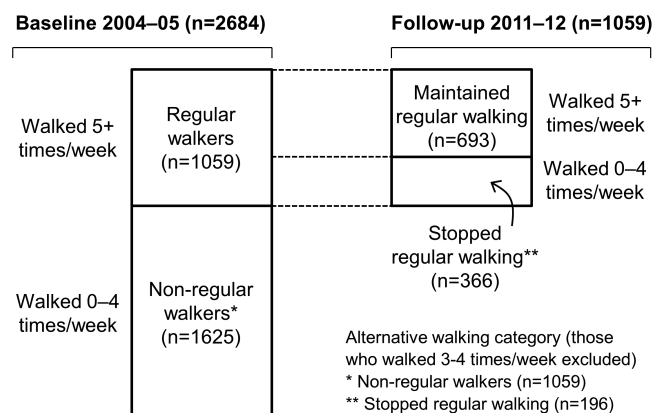 Baseline 2004–05 (n=2684)
Follow-up 2011–12 (n=1059)
Walked 5+
times/week
Regular
walkers
(n=1059)
Maintained
regular walking
(n=693)
Walked 5+
times/week
Walked 0–4
times/week
Stopped
regular walking**
(n=366)
Walked 0–4
times/week
Non-regular
walkers*
(n=1625)
Alternative walking category (those
who walked 3-4 times/week excluded)
* Non-regular walkers (n=1059)
** Stopped regular walking (n=196)